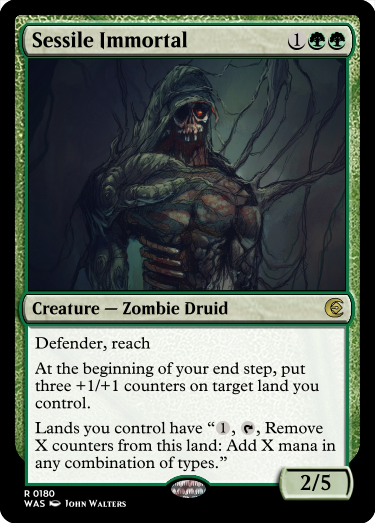 Sessile Immortal 1
Creature — Zombie Druid
Defender, reach
At the beginning of your end step, put
three +1/+1 counters on target land you
control.
Lands you control have “1, , Remove
X counters from this land: Add X mana in
any combination of types.”
2/5
R 0180
WAS John Walters